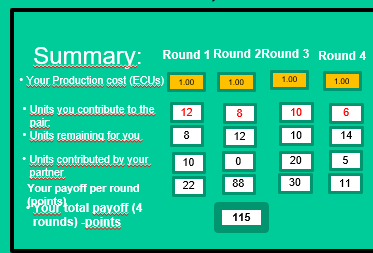 Summary: Round 1 Round 2Round 3 Round 4
• Your Production cost (ECUs) 1.00 1.00 1.00 1.00
• Units you contribute to the pair: 12 8 10 6
• Units remaining for you 8 12 10 14
• Units contributed by your partner 10 0 20 5
Your payoff per round (points) 22 88 30 11
• Your total payoff (4 rounds) -points 115